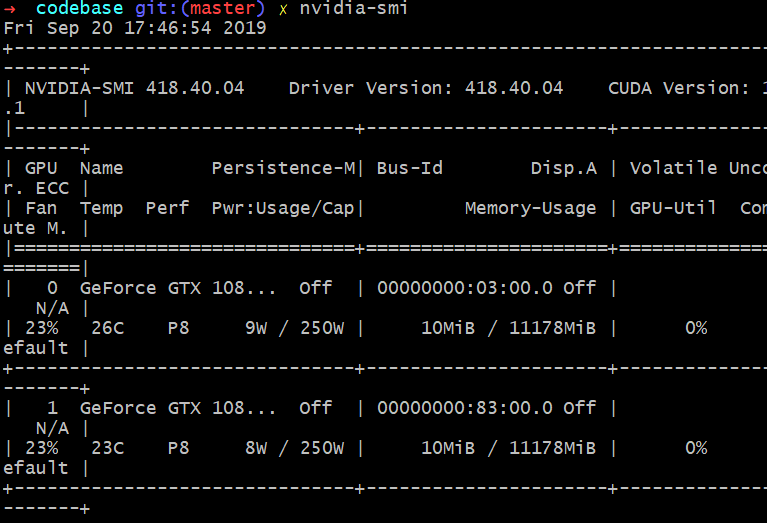 → codebase git:(master) ✗ nvidia-smi
Fri Sep 20 17:46:54 2019
+----------------------------------------------------------------------
-------+
| NVIDIA-SMI 418.40.04    Driver Version: 418.40.04    CUDA Version: 1
.1     |
|-------------------------------+----------------------+--------------
-------+
| GPU  Name        Persistence-M| Bus-Id        Disp.A | Volatile Unco
r. ECC |
| Fan  Temp  Perf  Pwr:Usage/Cap|         Memory-Usage | GPU-Util  Com
ute M. |
|===============================+======================+==============
=======|
|   0  GeForce GTX 108...  Off  | 00000000:03:00.0 Off |
   N/A |
| 23%   26C    P8     9W / 250W |     10MiB / 11178MiB |      0%
efault |
+-------------------------------+----------------------+--------------
-------+
|   1  GeForce GTX 108...  Off  | 00000000:83:00.0 Off |
   N/A |
| 23%   23C    P8     8W / 250W |     10MiB / 11178MiB |      0%
efault |
+-------------------------------+----------------------+--------------
-------+